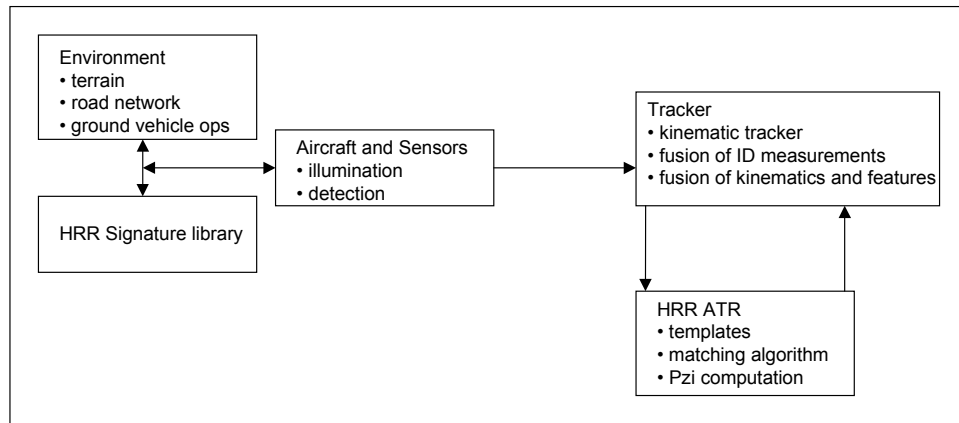 Environment
• terrain
• road network
• ground vehicle ops
HRR Signature library
Aircraft and Sensors
• illumination
• detection
Tracker
• kinematic tracker
• fusion of ID measurements
• fusion of kinematics and features
HRR ATR
• templates
• matching algorithm
• Pzi computation